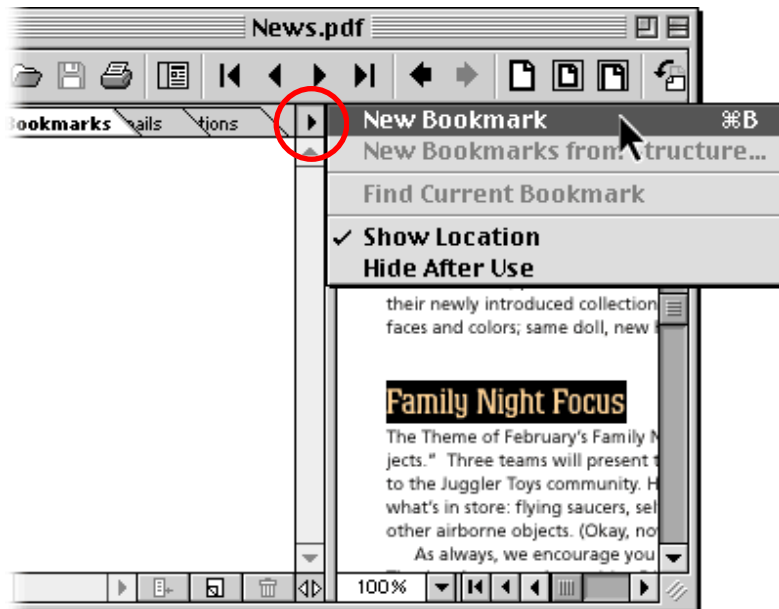 News.pdf
Bookmarks
ails
tions
New Bookmark ⌘B
New Bookmarks from Structure...
Find Current Bookmark
✓ Show Location
Hide After Use
their newly introduced collection
faces and colors; same doll, new
Family Night Focus
The Theme of February's Family N
jects." Three teams will present t
to the Juggler Toys community. H
what's in store: flying saucers, sel
other airborne objects. (Okay, no
As always, we encourage you
100%